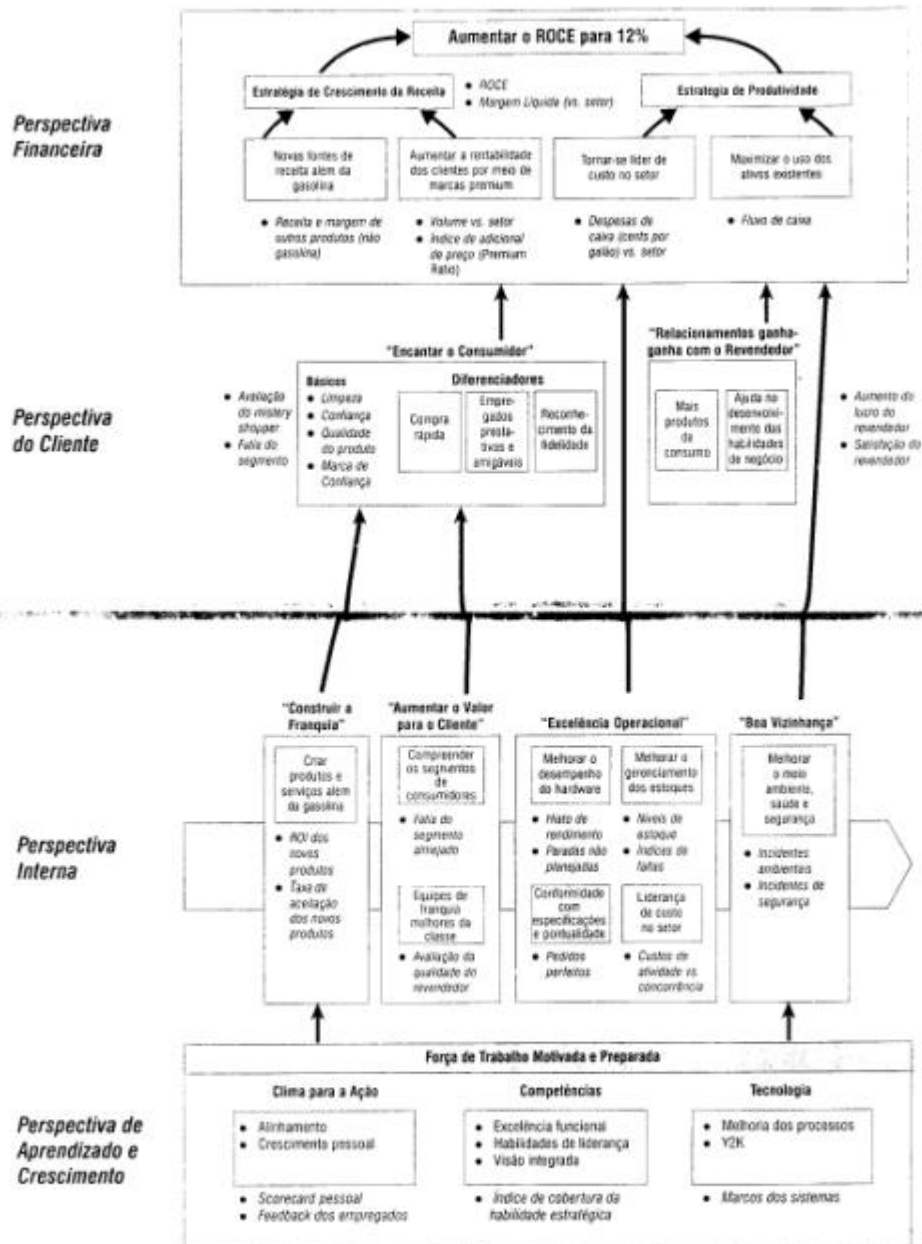 Aumentar o ROCE para 12%
Estratégia de Crescimento da Receita
• ROCE
• Margem Líquida (vs. setor)
Estrategia de Produtividade
Perspectiva
Financeira
Novas fontes de
receita além da
gasolina
Aumentar a rentabilidade
dos clientes por meio de
marcas premium
Tornar-se líder de
custo no setor
Maximizar o uso dos
ativos existentes
• Receita e margem de
outros produtos (não
gasolina)
• Volume vs. setor
• Índice de adicional
de preço (Premium
Ratio)
• Despesas de
caixa (cents por
galão) vs. setor
• Fluxo de caixa
"Encantar o Consumidor"
"Relacionamentos ganha-
ganha com o Revendedor"
Perspectiva
do Cliente
• Avaliação
do mistery
shopper
• Fatia do
segmento
Básicos
• Limpeza
• Confiança
• Qualidade
do produto
• Marca de
Confiança
Diferenciadores
Compra
rápida
Empre-
gados
presta-
tivos e
amigáveis
Reconhe-
cimento da
fidelidade
Mais
produtos
de
consumo
Ajuda no
desenvolvi-
mento das
habilidades
de negócio
• Aumento do
lucro do
revendedor
• Satisfação do
revendedor
"Construir a
Franquia"
"Aumentar o Valor
para o Cliente"
"Excelência Operacional"
"Boa Vizinhança"
Perspectiva
Interna
Criar
produtos e
serviços além
da gasolina
• ROI dos
novos
produtos
• Taxa de
aceitação
dos novos
produtos
Compreender
os segmentos
de
consumidores
• Fatia do
segmento
almejado
Equipes de
franquia
melhores da
classe
• Avaliação da
qualidade do
revendedor
Melhorar o
desempenho
do hardware
• Hiato de
rendimento
• Paradas não
planejadas
Conformidade
com
especificações
e pontualidade
• Pedidos
perfeitos
Melhorar o
gerenciamento
dos estoques
• Níveis de
estoque
• Índices de
faltas
Liderança
de custo
no setor
• Custos de
atividade vs
concorrência
Melhorar
o meio
ambiente,
saúde e
segurança
• Incidentes
ambientais
• Incidentes de
segurança
Força de Trabalho Motivada e Preparada
Perspectiva de
Aprendizado e
Crescimento
Clima para a Ação
• Alinhamento
• Crescimento pessoal
• Scorecard pessoal
• Feedback dos empregados
Competências
• Excelência funcional
• Habilidades de liderança
• Visão integrada
• Índice de cobertura da
habilidade estratégica
Tecnologia
• Melhoria dos processos
• Y2K
• Marcos dos sistemas